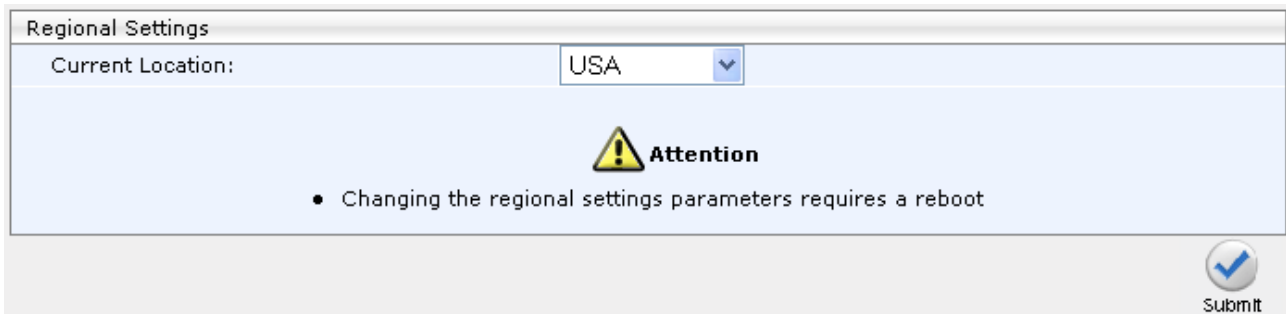 Regional Settings
Current Location: USA
Attention
• Changing the regional settings parameters requires a reboot
Submit